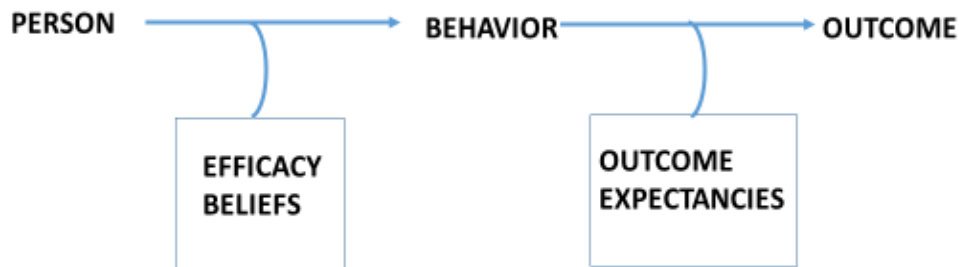 PERSON
BEHAVIOR
OUTCOME
EFFICACY
BELIEFS
OUTCOME
EXPECTANCIES